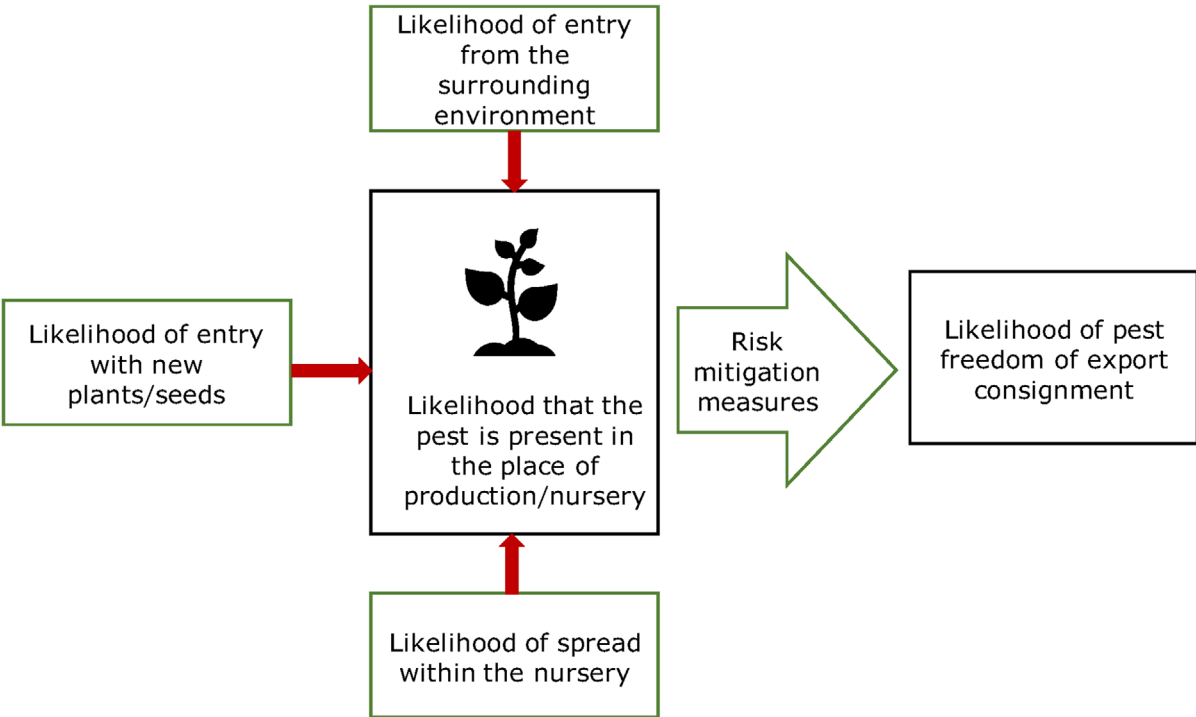 Likelihood of entry
from the
surrounding
environment
Likelihood of entry
with new
plants/seeds
Likelihood that the
pest is present in
the place of
production/nursery
Risk
mitigation
measures
Likelihood of pest
freedom of export
consignment
Likelihood of spread
within the nursery